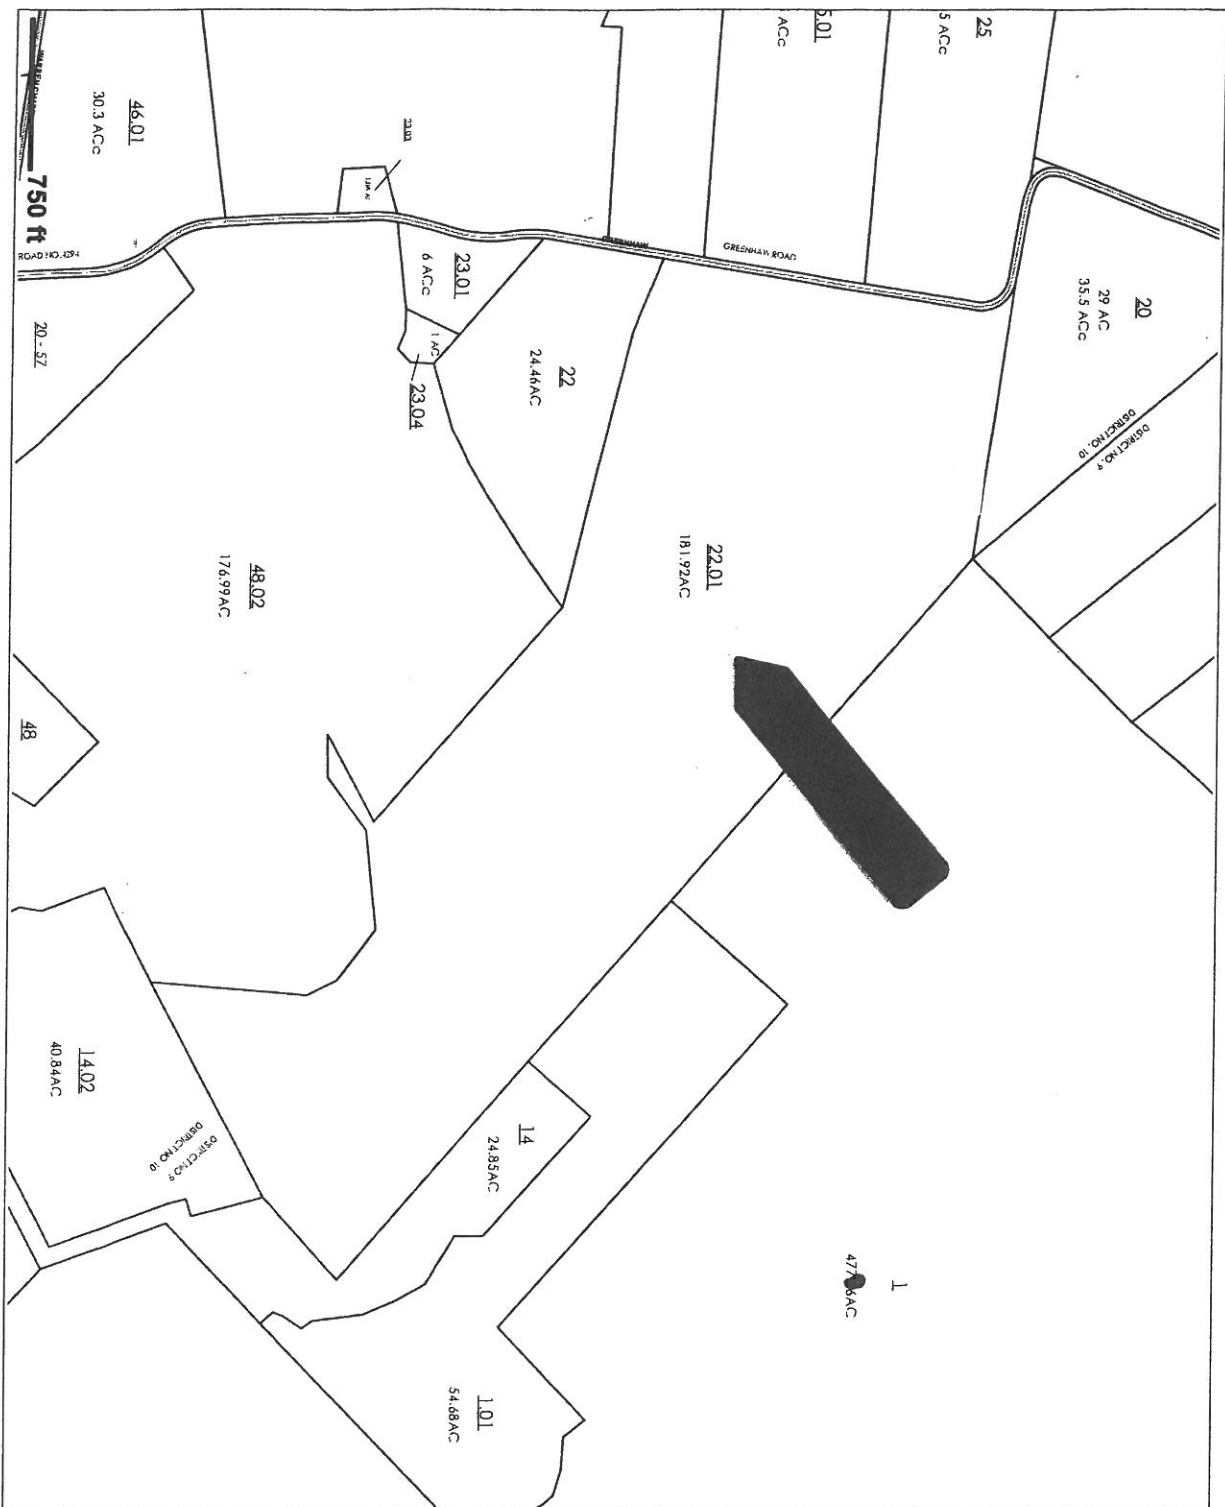 25
5 ACc
5.01
ACc
46.01
30.3 ACc
750 ft
ROAD NO.4294
GREENHAW
GREENHAW ROAD
23.01
6 ACc
1 AC
23.04
22
24.46AC
20
29 AC
35.5 ACc
DISTRICT NO. 9
DISTRICT NO. 10
20 - 57
22.01
181.92AC
48.02
176.99AC
48
14.02
40.84AC
DISTRICT NO 9
DISTRICT NO 10
14
24.85AC
1
1.01
54.68AC